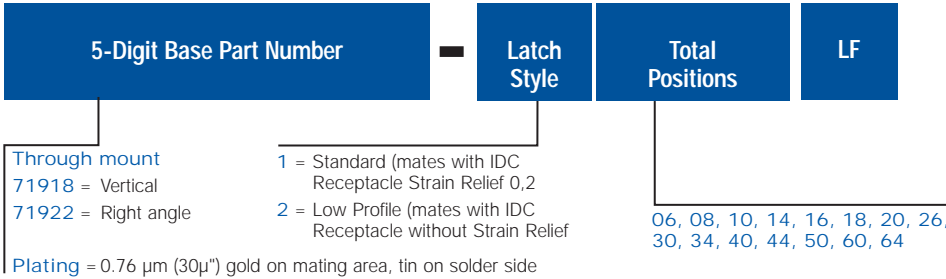 5-Digit Base Part Number - Latch Style Total Positions LF
Through mount
71918 = Vertical
71922 = Right angle
1 = Standard (mates with IDC
Receptacle Strain Relief 0,2
2 = Low Profile (mates with IDC
Receptacle without Strain Relief
06, 08, 10, 14, 16, 18, 20, 26,
30, 34, 40, 44, 50, 60, 64
Plating = 0.76 µm (30µ") gold on mating area, tin on solder side